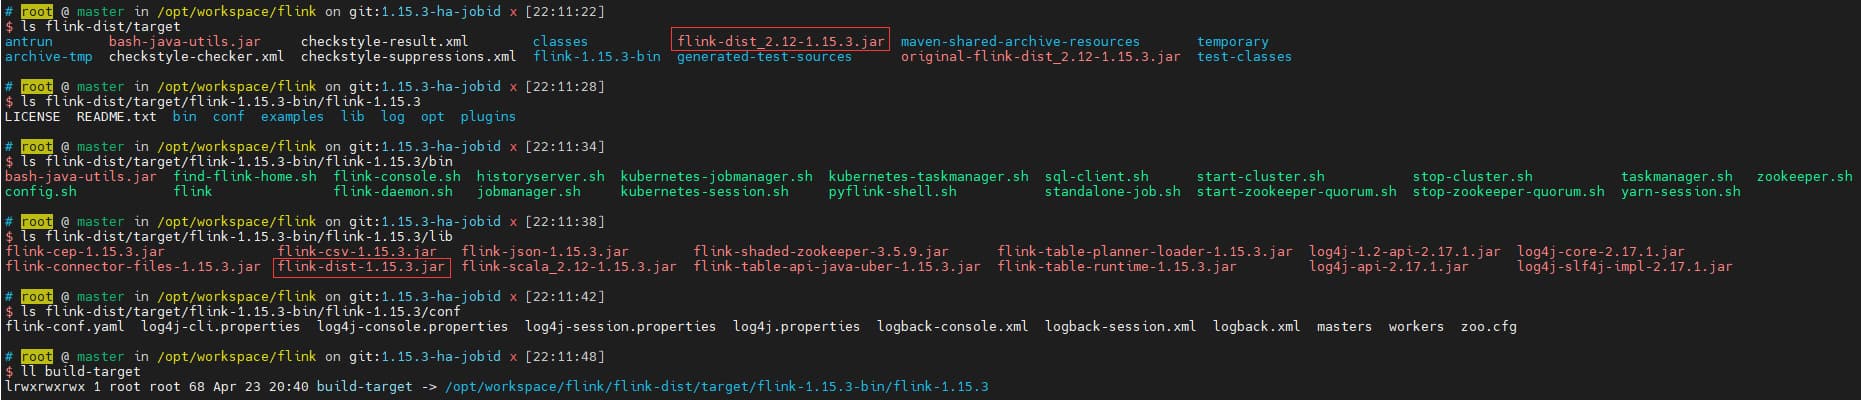 # root @ master in /opt/workspace/flink on git:1.15.3-ha-jobid x [22:11:22]
$ ls flink-dist/target
antrun bash-java-utils.jar checkstyle-result.xml classes flink-dist_2.12-1.15.3.jar maven-shared-archive-resources temporary
archive-tmp checkstyle-checker.xml checkstyle-suppressions.xml flink-1.15.3-bin generated-test-sources original-flink-dist_2.12-1.15.3.jar test-classes
# root @ master in /opt/workspace/flink on git:1.15.3-ha-jobid x [22:11:28]
$ ls flink-dist/target/flink-1.15.3-bin/flink-1.15.3
LICENSE README.txt bin conf examples lib log opt plugins
# root @ master in /opt/workspace/flink on git:1.15.3-ha-jobid x [22:11:34]
$ ls flink-dist/target/flink-1.15.3-bin/flink-1.15.3/bin
bash-java-utils.jar find-flink-home.sh flink-console.sh historyserver.sh kubernetes-jobmanager.sh kubernetes-taskmanager.sh sql-client.sh start-cluster.sh stop-cluster.sh taskmanager.sh zookeeper.sh
config.sh flink flink-daemon.sh jobmanager.sh kubernetes-session.sh pyflink-shell.sh standalone-job.sh start-zookeeper-quorum.sh stop-zookeeper-quorum.sh yarn-session.sh
# root @ master in /opt/workspace/flink on git:1.15.3-ha-jobid x [22:11:38]
$ ls flink-dist/target/flink-1.15.3-bin/flink-1.15.3/lib
flink-cep-1.15.3.jar flink-csv-1.15.3.jar flink-json-1.15.3.jar flink-shaded-zookeeper-3.5.9.jar flink-table-planner-loader-1.15.3.jar log4j-1.2-api-2.17.1.jar log4j-core-2.17.1.jar
flink-connector-files-1.15.3.jar flink-dist-1.15.3.jar flink-scala_2.12-1.15.3.jar flink-table-api-java-uber-1.15.3.jar flink-table-runtime-1.15.3.jar log4j-api-2.17.1.jar log4j-slf4j-impl-2.17.1.jar
# root @ master in /opt/workspace/flink on git:1.15.3-ha-jobid x [22:11:42]
$ ls flink-dist/target/flink-1.15.3-bin/flink-1.15.3/conf
flink-conf.yaml log4j-cli.properties log4j-console.properties log4j-session.properties log4j.properties logback-console.xml logback-session.xml logback.xml masters workers zoo.cfg
# root @ master in /opt/workspace/flink on git:1.15.3-ha-jobid x [22:11:48]
$ ll build-target
lrwxrwxrwx 1 root root 68 Apr 23 20:40 build-target -> /opt/workspace/flink/flink-dist/target/flink-1.15.3-bin/flink-1.15.3